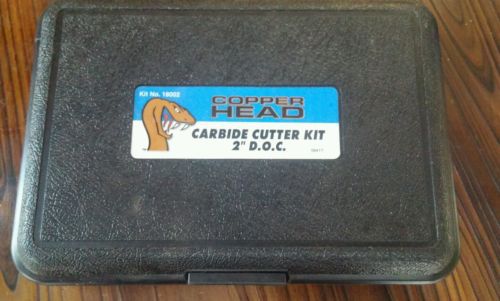 Kit No. 18002
COPPER
HEAD
CARBIDE CUTTER KIT
2" D.O.C.